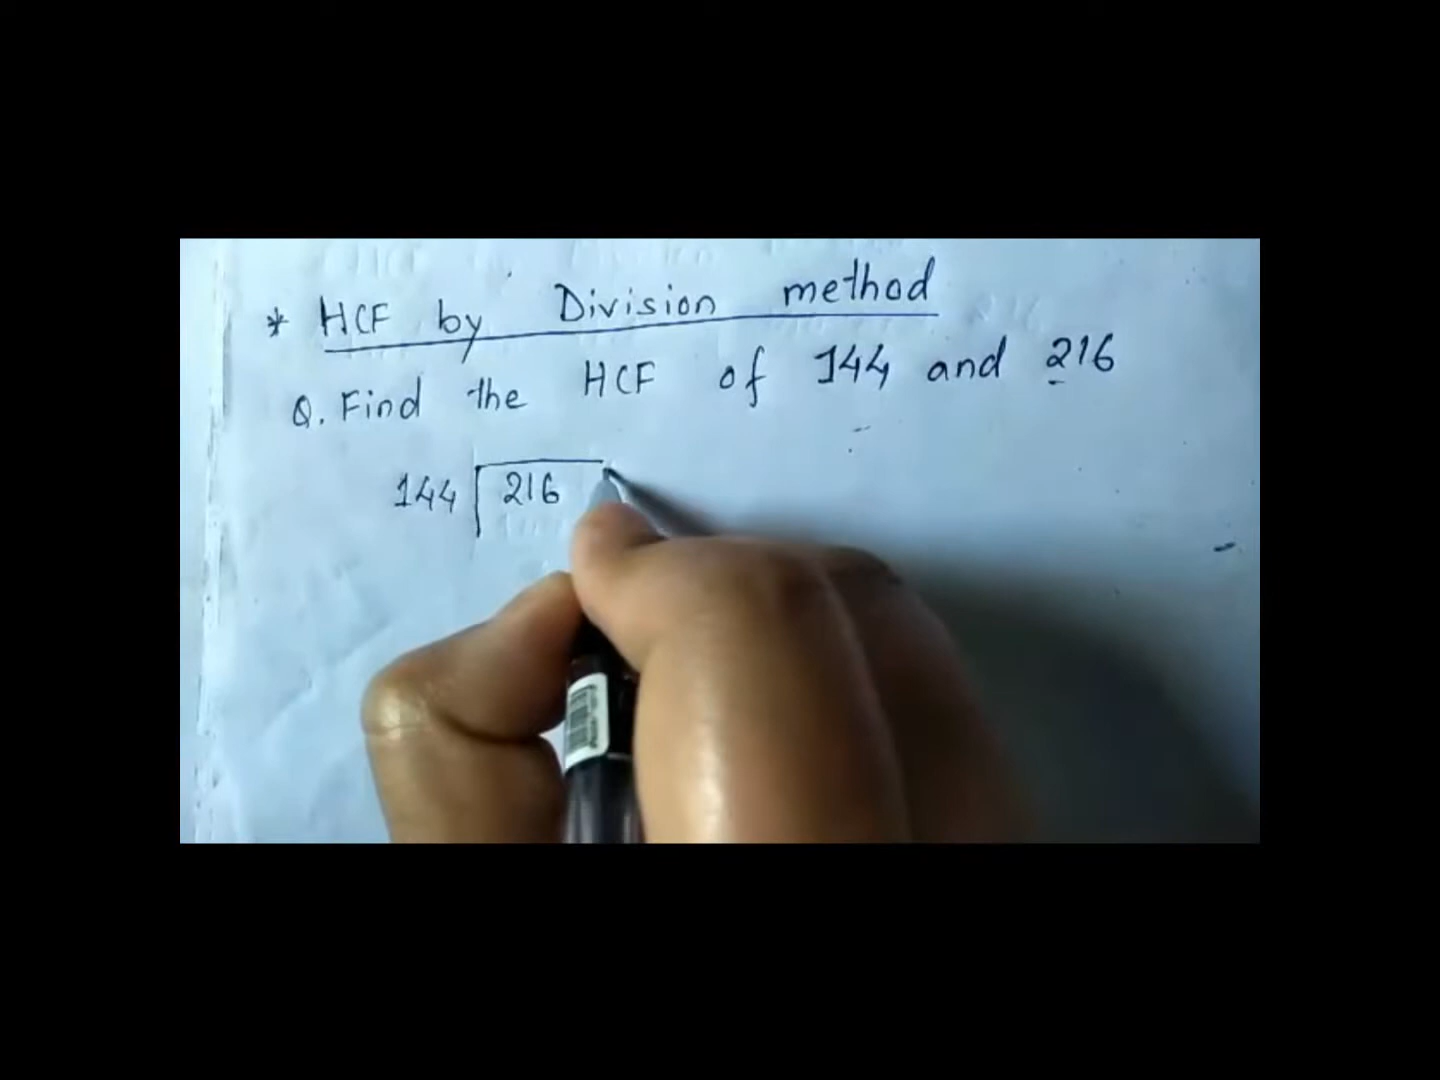 * HCF by Division method
Q. Find the HCF of 144 and 216
144 216